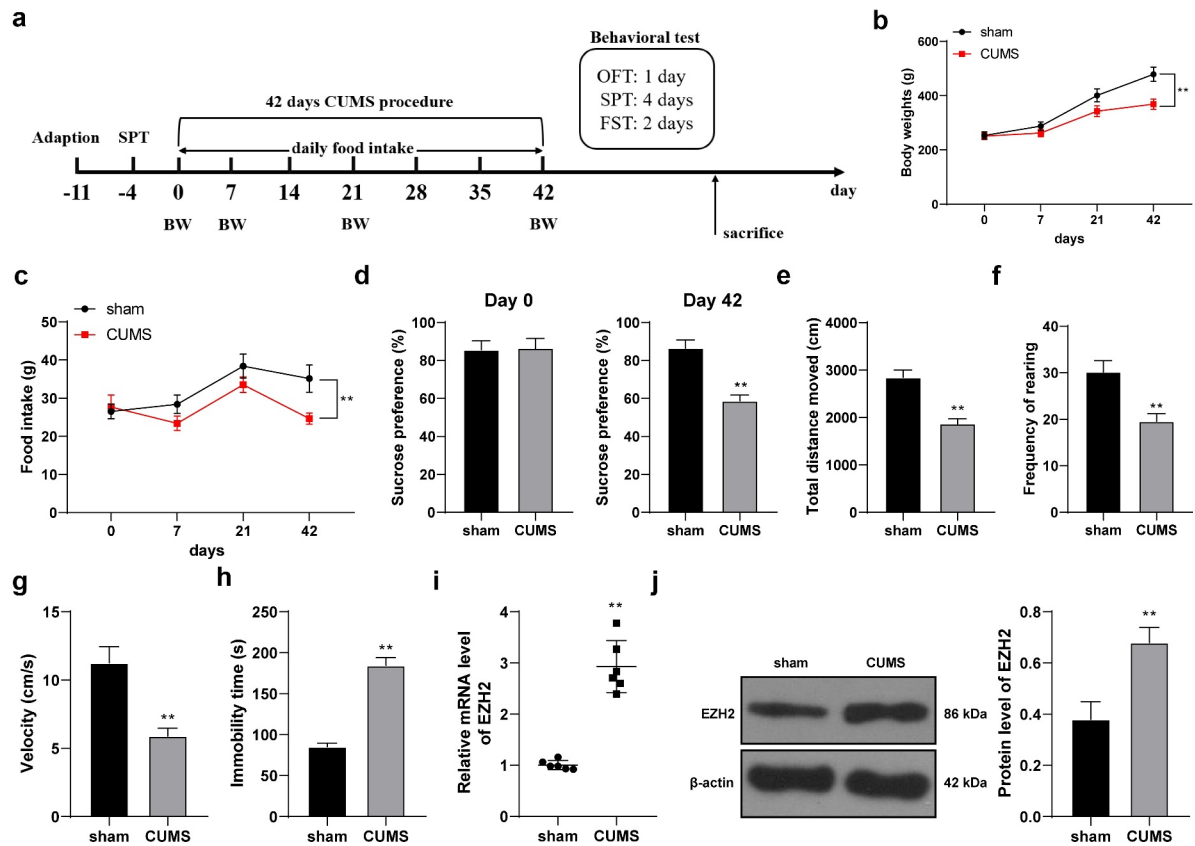 a
Behavioral test
OFT: 1 day
SPT: 4 days
FST: 2 days
42 days CUMS procedure
Adaption SPT
daily food intake
-11 -4 0 7 14 21 28 35 42 day
BW BW BW BW
sacrifice
b
sham
CUMS
Body weights (g)
600
400
200
0
**
0 7 21 42
days
c
sham
CUMS
Food intake (g)
50
40
30
20
10
0
**
0 7 21 42
days
d
Day 0
Sucrose preference (%)
100
80
60
40
20
0
sham CUMS
Day 42
Sucrose preference (%)
100
80
60
40
20
0
**
sham CUMS
e
Total distance moved (cm)
4000
3000
2000
1000
0
**
sham CUMS
f
Frequency of rearing
40
30
20
10
0
**
sham CUMS
g
Velocity (cm/s)
15
10
5
0
**
sham CUMS
h
Immobility time (s)
250
200
150
100
50
0
**
sham CUMS
i
Relative mRNA level
of EZH2
4
3
2
1
0
**
sham CUMS
j
sham CUMS
EZH2 86 kDa
β-actin 42 kDa
Protein level of EZH2
0.8
0.6
0.4
0.2
0.0
**
sham CUMS